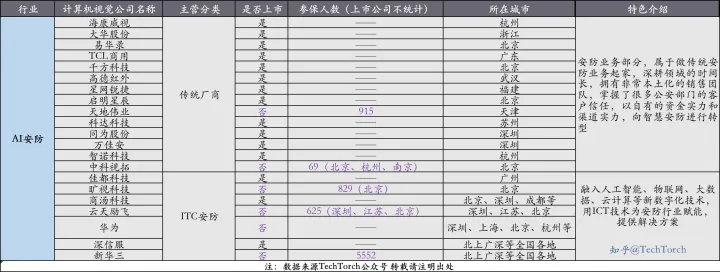 行业 计算机视觉公司名称 主营分类 是否上市 参保人数（上市公司不统计） 所在城市 特色介绍
AI安防
传统厂商
海康威视 是 —— 杭州
大华股份 是 —— 浙江
易华录 是 —— 北京
TCL商用 是 —— 广东
千方科技 是 —— 北京
高德红外 是 —— 武汉
星网锐捷 是 —— 福建
启明星辰 是 —— 北京
天地伟业 否 915 天津
科达科技 是 —— 苏州
同为股份 是 —— 深圳
万佳安 是 —— 深圳
智诺科技 是 —— 杭州
中科视拓 否 69（北京、杭州、南京） 北京
安防业务部分，属于做传统安
防业务起家，深耕领域的时间
长，拥有非常本土化的销售团
队，掌握了很多公安部门的客
户信任，以自有的资金实力和
渠道实力，向智慧安防进行转
型
ITC安防
佳都科技 是 —— 广州
旷视科技 否 829（北京） 北京
商汤科技 是 —— 北京、深圳、成都等
云天励飞 否 625（深圳、江苏、北京） 深圳、江苏、北京
华为 否 —— 深圳、上海、北京、杭州等
深信服 是 —— 北上广深等全国各地
新华三 否 5552 北上广深等全国各地
融入人工智能、物联网、大数
据、云计算等新数字化技术，
用ICT技术为安防行业赋能，
提供解决方案
知乎@TechTorch
注：数据来源TechTorch公众号 转载请注明出处